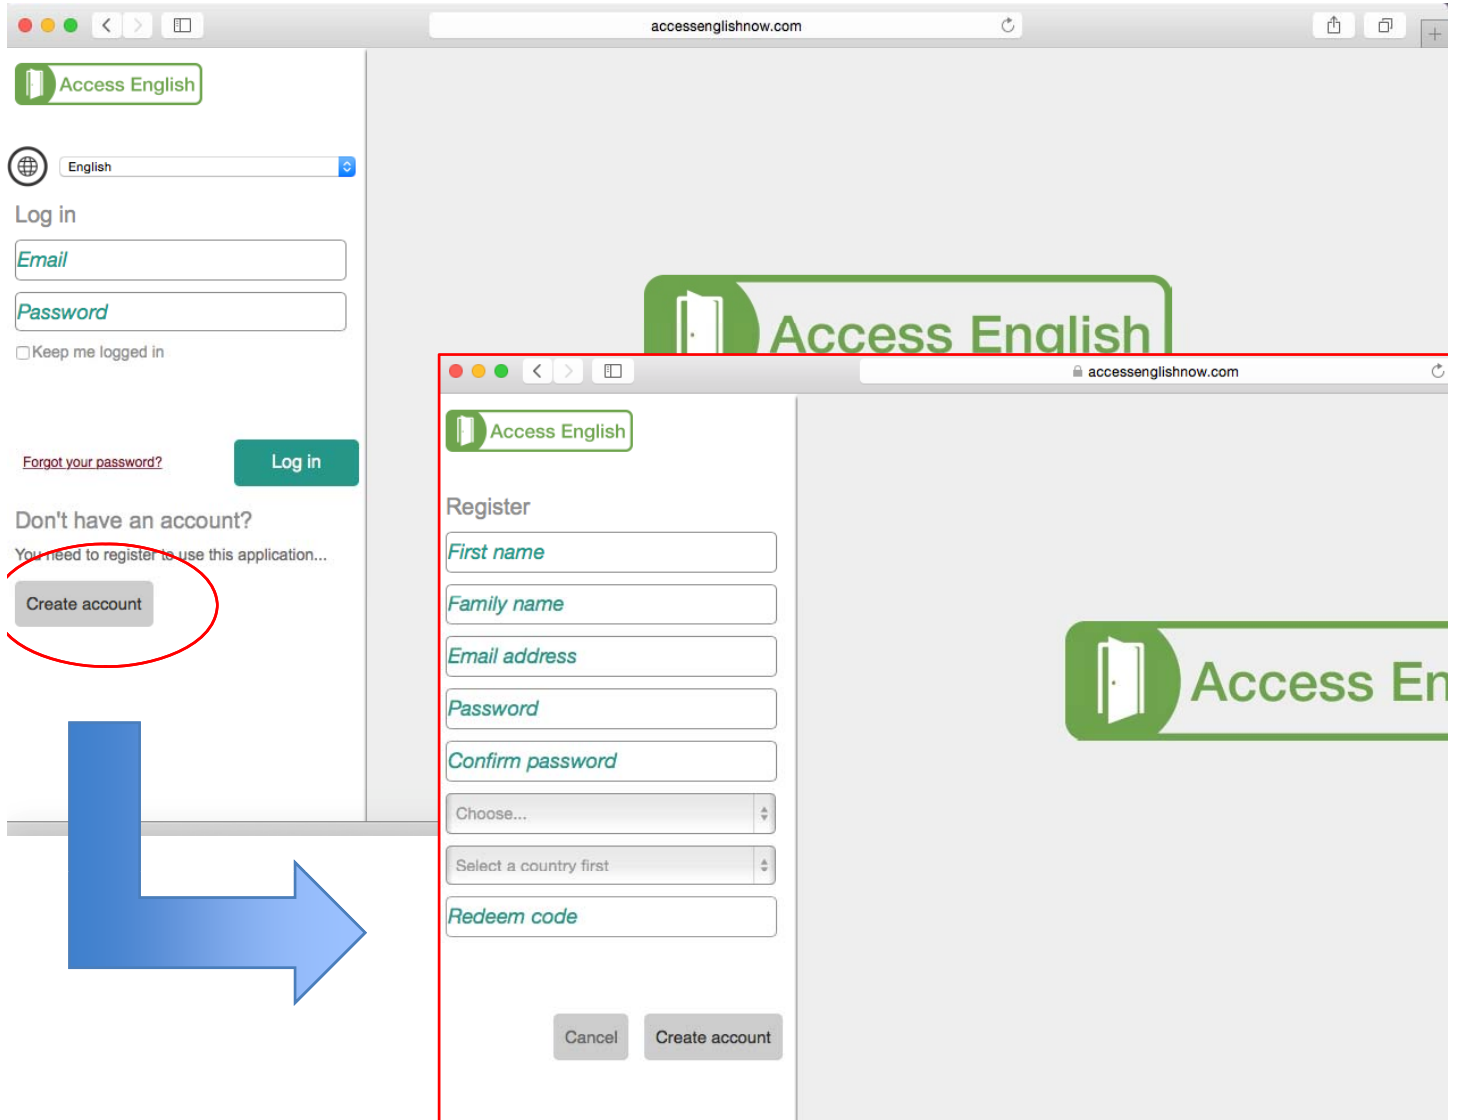 accessenglishnow.com
Access English
English
Log in
Email
Password
Keep me logged in
Forgot your password?
Log in
Don't have an account?
You need to register to use this application...
Create account
Access English
accessenglishnow.com
Access English
Register
First name
Family name
Email address
Password
Confirm password
Choose...
Select a country first
Redeem code
Cancel
Create account
Access En